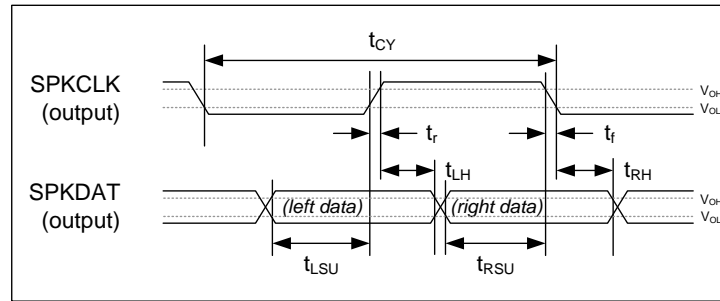 tCY
SPKCLK
(output)
VOH
VOL
tr
tf
tLH
tRH
SPKDAT
(output)
(left data)
(right data)
VOH
VOL
tLSU
tRSU